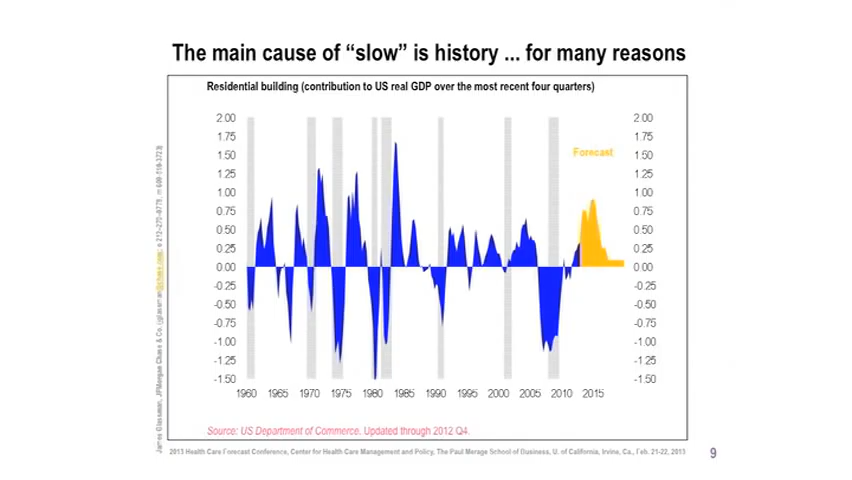 The main cause of “slow” is history ... for many reasons
Residential building (contribution to US real GDP over the most recent four quarters)
2.00 2.00
1.75 1.75
Forecast
1.50 1.50
1.25 1.25
1.00 1.00
0.75 0.75
0.50 0.50
0.25 0.25
0.00 0.00
-0.25 -0.25
-0.50 -0.50
-0.75 -0.75
-1.00 -1.00
-1.25 -1.25
-1.50 -1.50
1960 1965 1970 1975 1980 1985 1990 1995 2000 2005 2010 2015
Source: US Department of Commerce. Updated through 2012 Q4.
James Glassman, JPMorgan Chase & Co.
2013 Health Care Forecast Conference, Center for Health Care Management and Policy, The Paul Merage School of Business, U. of California, Irvine, Ca., Feb. 21-22, 2013
9